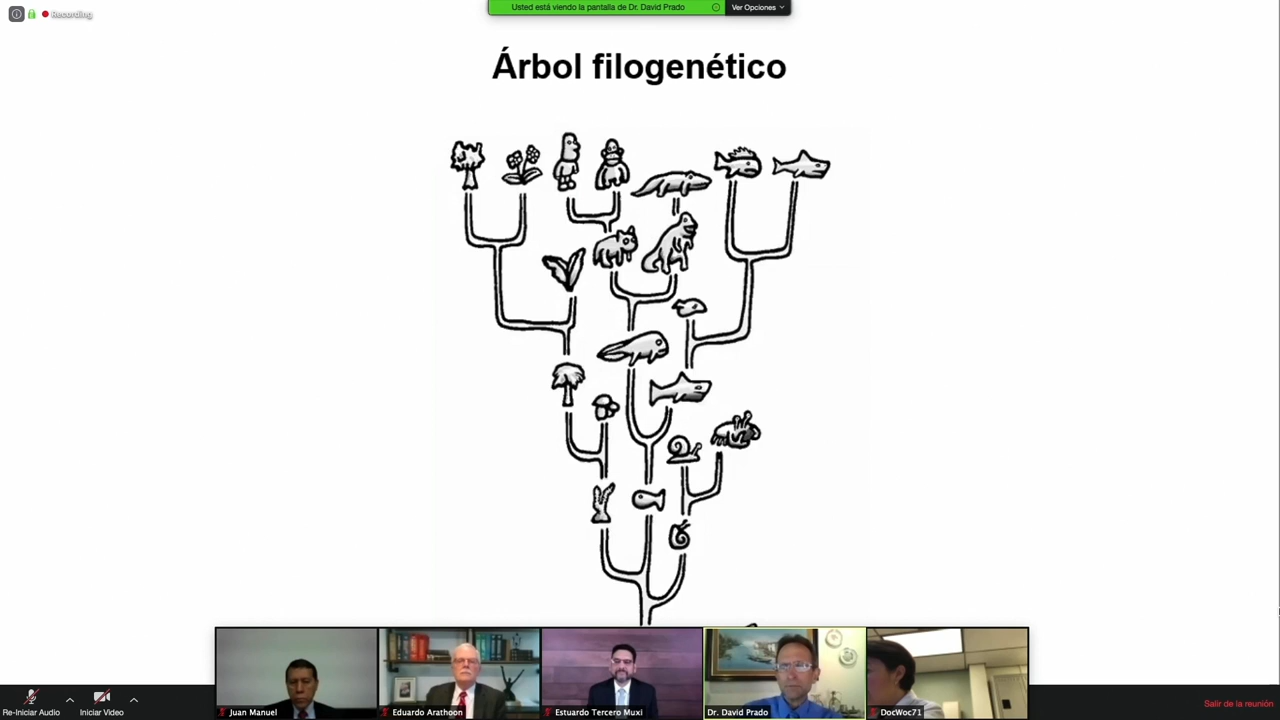 Recording
Usted está viendo la pantalla de Dr. David Prado
Ver Opciones
Árbol filogenético
Juan Manuel
Eduardo Arathoon
Estuardo Tercero Muxi
Dr. David Prado
DocWoc71
Re-Iniciar Audio
Iniciar Video
Salir de la reunión